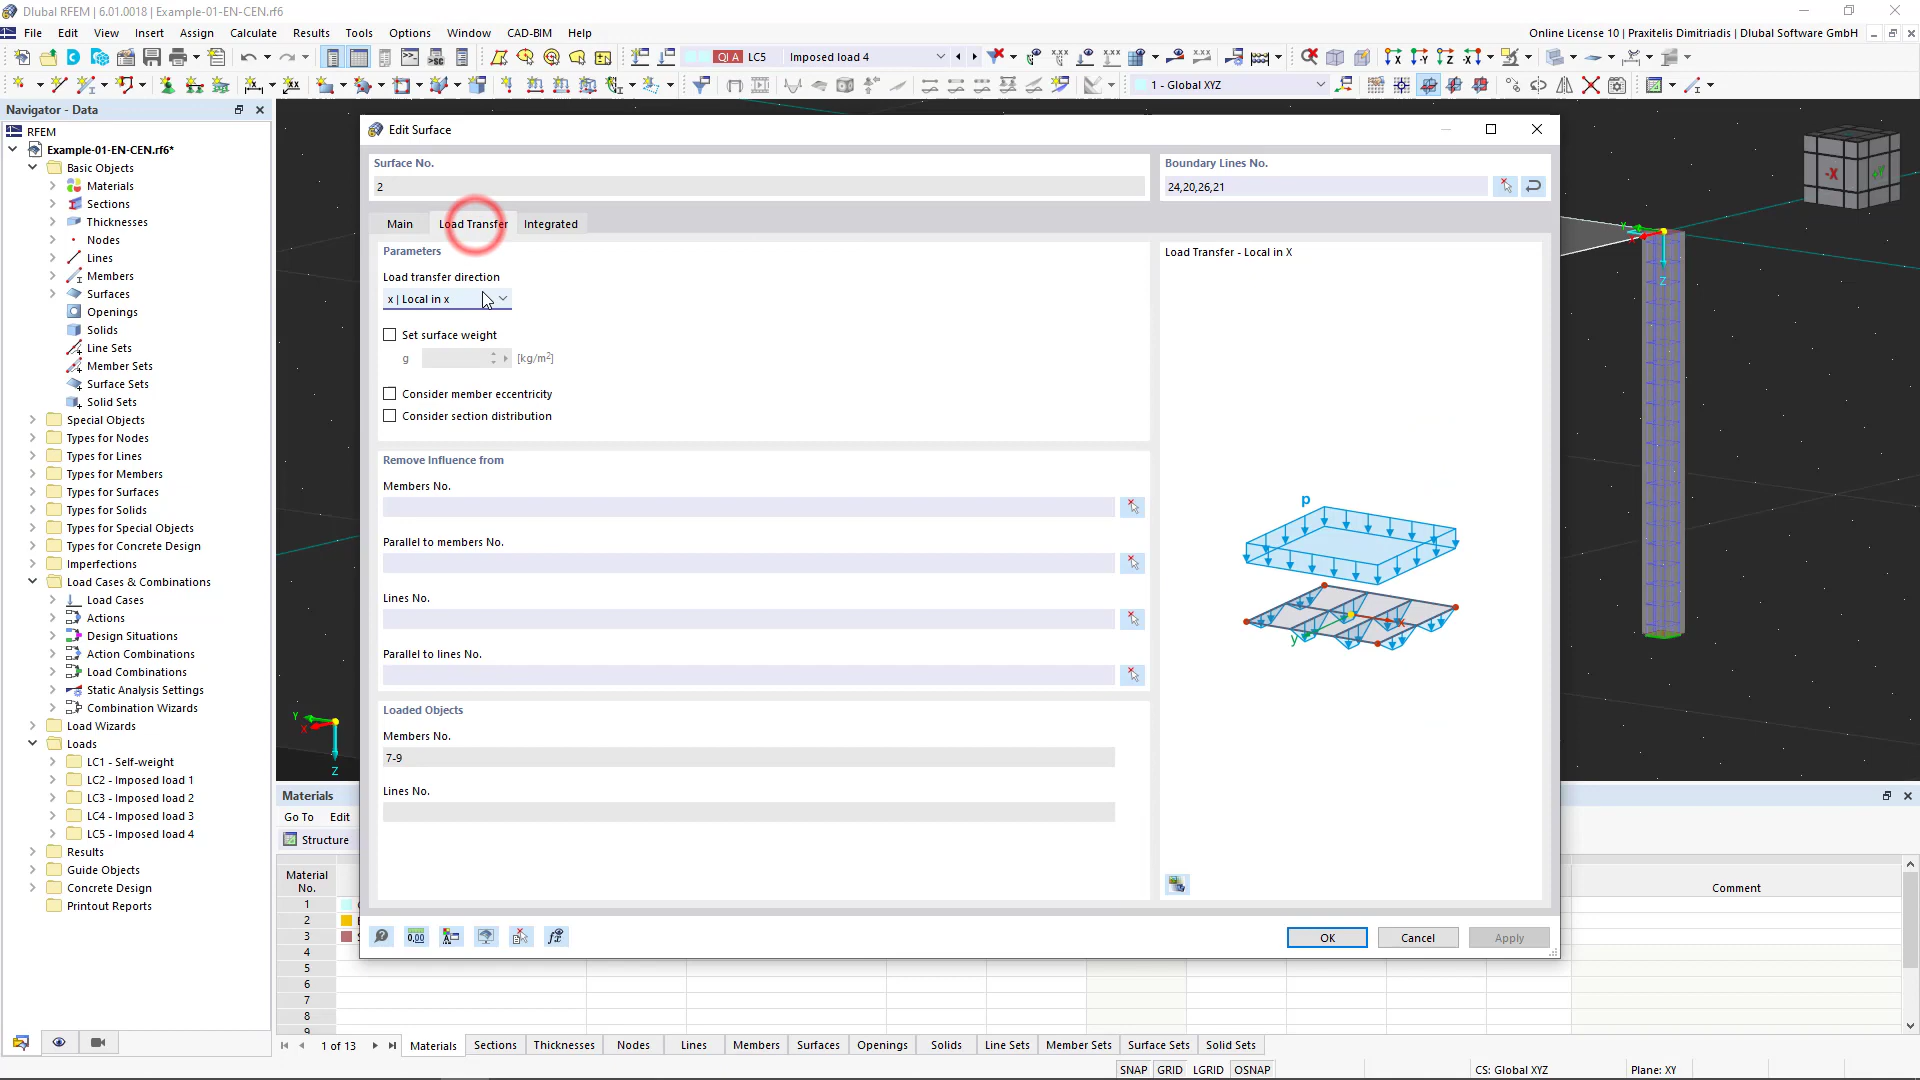 Dlubal RFEM | 6.01.0018 | Example-01-EN-CEN.rf6
File Edit View Insert Assign Calculate Results Tools Options Window CAD-BIM Help
Online License 10 | Praxitelis Dimitriadis | Dlubal Software GmbH
QI A LC5 Imposed load 4
1 - Global XYZ
Navigator - Data
RFEM
Example-01-EN-CEN.rf6*
Basic Objects
Materials
Sections
Thicknesses
Nodes
Lines
Members
Surfaces
Openings
Solids
Line Sets
Member Sets
Surface Sets
Solid Sets
Special Objects
Types for Nodes
Types for Lines
Types for Members
Types for Surfaces
Types for Solids
Types for Special Objects
Types for Concrete Design
Imperfections
Load Cases & Combinations
Load Cases
Actions
Design Situations
Action Combinations
Load Combinations
Static Analysis Settings
Combination Wizards
Load Wizards
Loads
LC1 - Self-weight
LC2 - Imposed load 1
LC3 - Imposed load 2
LC4 - Imposed load 3
LC5 - Imposed load 4
Results
Guide Objects
Concrete Design
Printout Reports
Edit Surface
Surface No.
2
Boundary Lines No.
24,20,26,21
Main Load Transfer Integrated
Parameters
Load transfer direction
x | Local in x
Set surface weight
g [kg/m2]
Consider member eccentricity
Consider section distribution
Remove Influence from
Members No.
Parallel to members No.
Lines No.
Parallel to lines No.
Loaded Objects
Members No.
7-9
Lines No.
Load Transfer - Local in X
p
x
y
OK Cancel Apply
-X
+Y
Y
X
Z
Y
X
Z
Materials
Go To Edit
Structure
Material
No.
Comment
1
2
3
4
5
6
7
8
9
1 of 13
Materials Sections Thicknesses Nodes Lines Members Surfaces Openings Solids Line Sets Member Sets Surface Sets Solid Sets
SNAP GRID LGRID OSNAP
CS: Global XYZ
Plane: XY